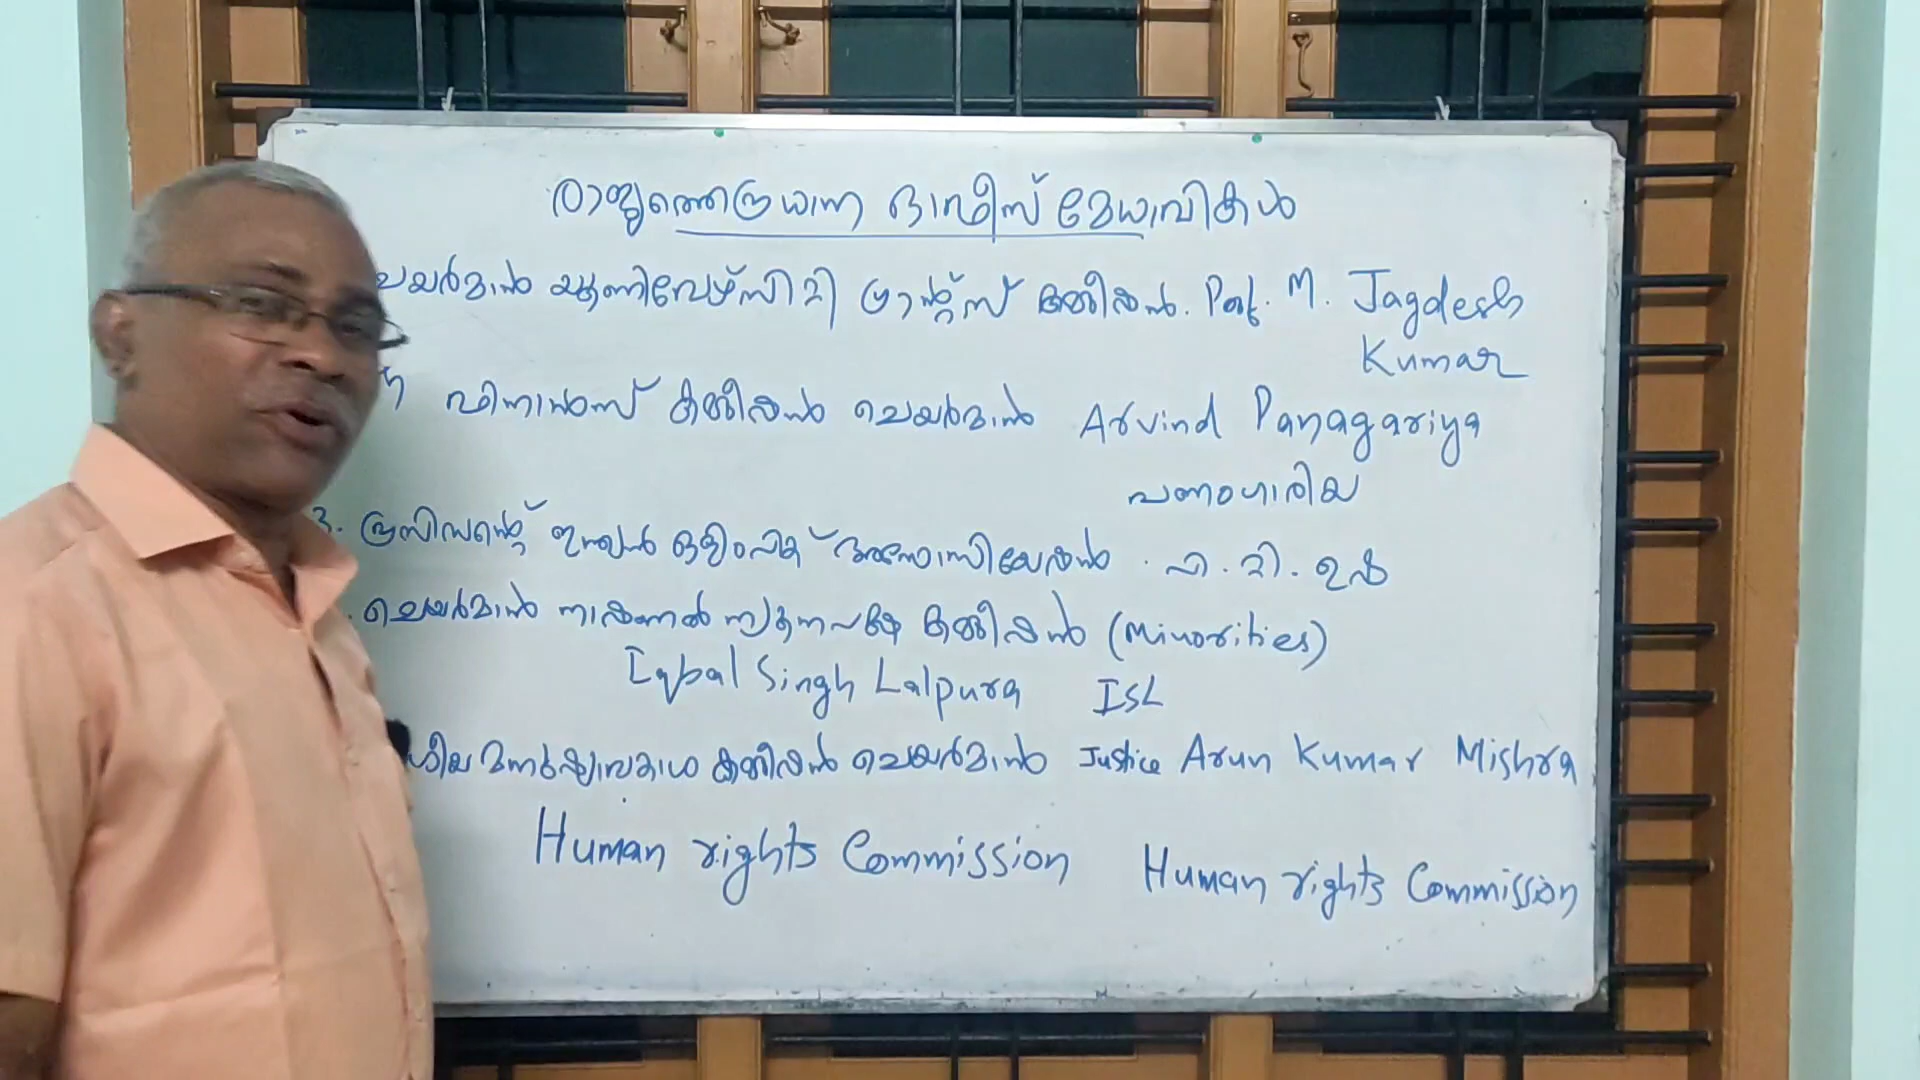 രാജ്യത്തെ പ്രധാന ഓഫീസ് മേധാവികൾ
ചെയർമാൻ യൂണിവേഴ്സിറ്റി ഗ്രാൻ്റ്സ് കമ്മീഷൻ. Prof. M. Jagdesh
Kumar
ഫിനാൻസ് കമ്മീഷൻ ചെയർമാൻ Arvind Panagariya
പണഗാരിയ
3. പ്രസിഡൻ്റ് ഇന്ത്യൻ ഒളിംപിക് അസോസിയേഷൻ . പി. ടി. ഉഷ
ചെയർമാൻ നാഷണൽ ന്യൂനപക്ഷ കമ്മീഷൻ (Minorities)
Iqbal Singh Lalpura ISL
ശീയ മനുഷ്യാവകാശ കമ്മീഷൻ ചെയർമാൻ Justice Arun Kumar Mishra
Human rights Commission Human rights Commission